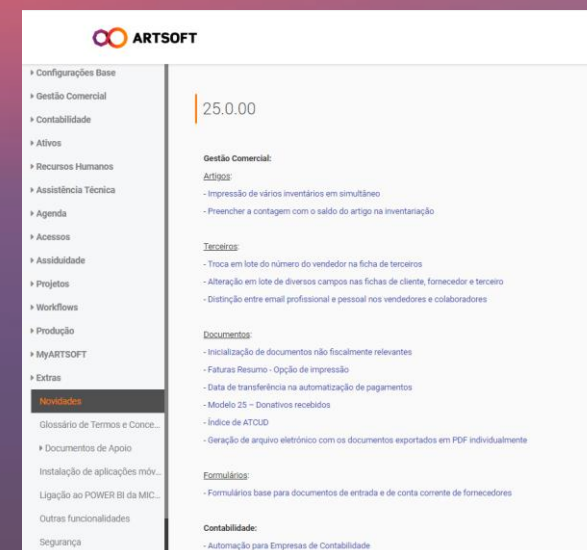 ARTSOFT
Configurações Base
Gestão Comercial
Contabilidade
Ativos
Recursos Humanos
Assistência Técnica
Agenda
Acessos
Assiduidade
Projetos
Workflows
Produção
MyARTSOFT
Extras
Novidades
Glossário de Termos e Conce...
Documentos de Apoio
Instalação de aplicações móv...
Ligação ao POWER BI da MIC...
Outras funcionalidades
Segurança
25.0.00
Gestão Comercial:
Artigos:
- Impressão de vários inventários em simultâneo
- Preencher a contagem com o saldo do artigo na inventariação
Terceiros:
- Troca em lote do número do vendedor na ficha de terceiros
- Alteração em lote de diversos campos nas fichas de cliente, fornecedor e terceiro
- Distinção entre email profissional e pessoal nos vendedores e colaboradores
Documentos:
- Inicialização de documentos não fiscalmente relevantes
- Faturas Resumo - Opção de impressão
- Data de transferência na automatização de pagamentos
- Modelo 25 – Donativos recebidos
- Índice de ATCUD
- Geração de arquivo eletrónico com os documentos exportados em PDF individualmente
Formulários:
- Formulários base para documentos de entrada e de conta corrente de fornecedores
Contabilidade:
- Automação para Empresas de Contabilidade